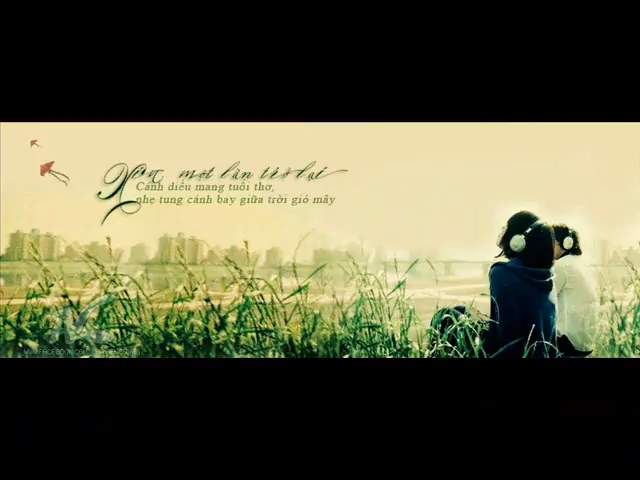 Xin một lần trở lại
Cánh diều mang tuổi thơ,
nhẹ tung cánh bay giữa trời gió mây